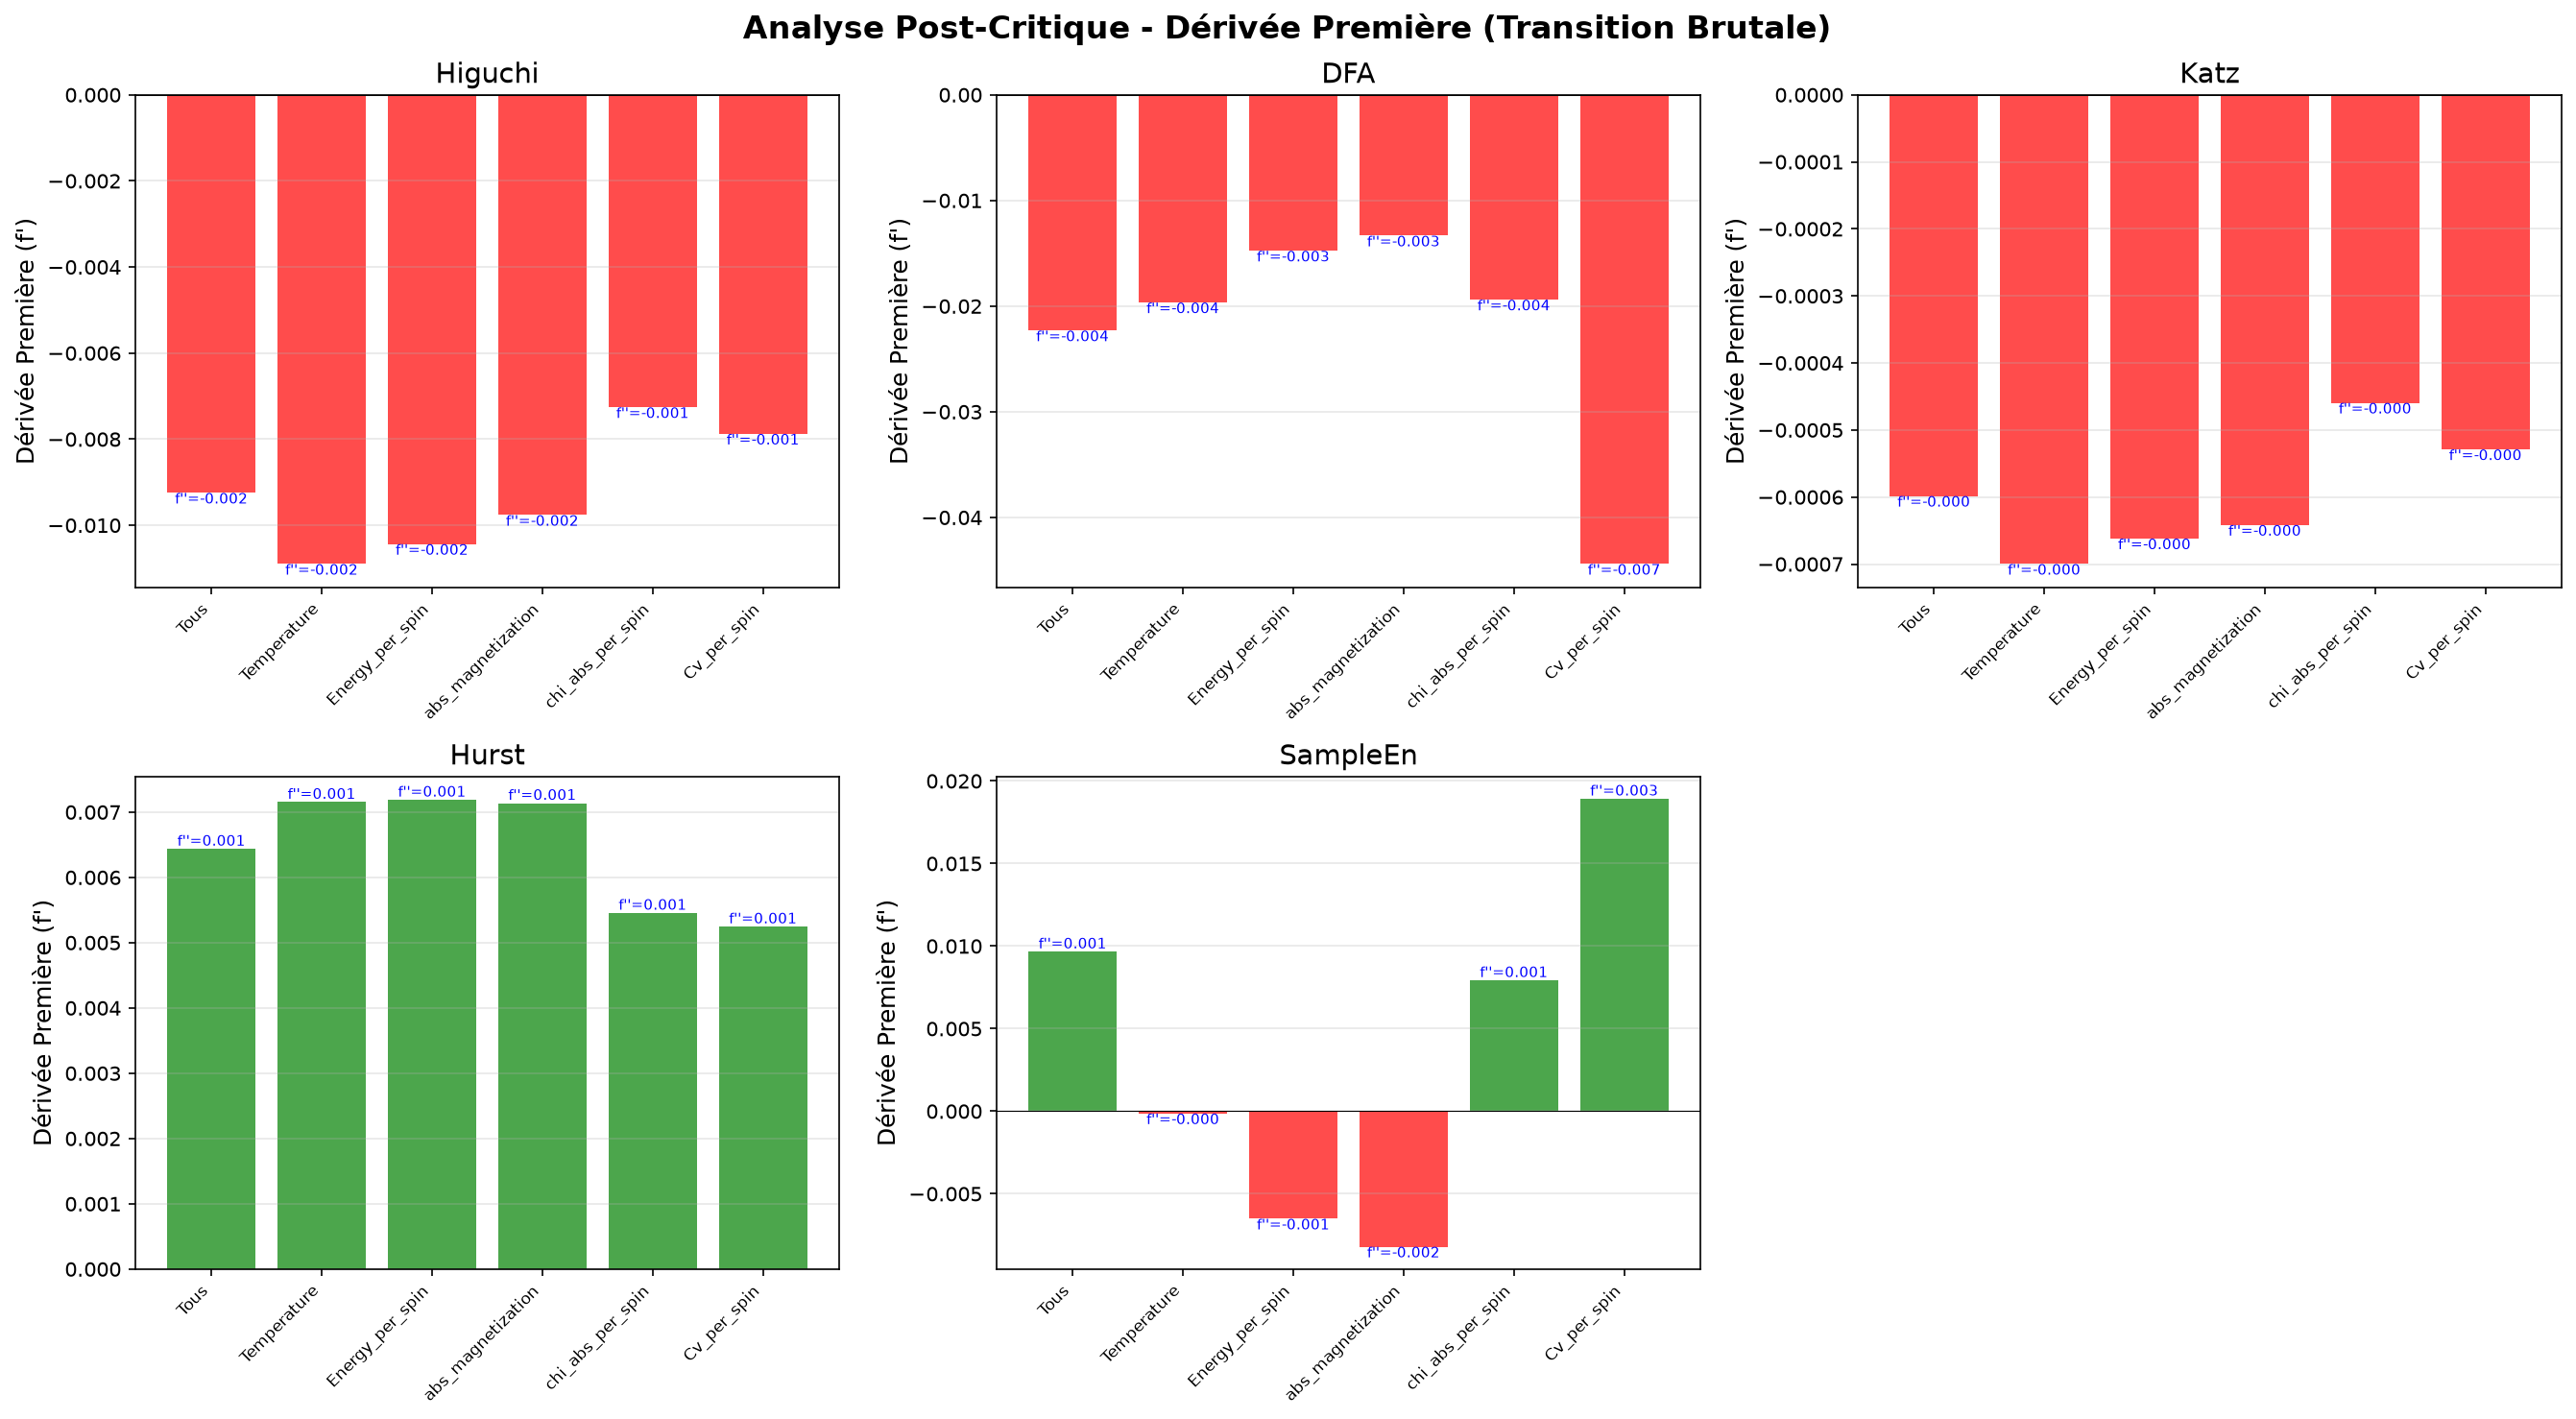 Analyse Post-Critique - Dérivée Première (Transition Brutale)
Higuchi
Dérivée Première (f')
0.000
−0.002
−0.004
−0.006
−0.008
−0.010
f''=-0.002
f''=-0.002
f''=-0.002
f''=-0.002
f''=-0.001
f''=-0.001
Tous
Temperature
Energy_per_spin
abs_magnetization
chi_abs_per_spin
Cv_per_spin
DFA
Dérivée Première (f')
0.00
−0.01
−0.02
−0.03
−0.04
f''=-0.004
f''=-0.004
f''=-0.003
f''=-0.003
f''=-0.004
f''=-0.007
Tous
Temperature
Energy_per_spin
abs_magnetization
chi_abs_per_spin
Cv_per_spin
Katz
Dérivée Première (f')
0.0000
−0.0001
−0.0002
−0.0003
−0.0004
−0.0005
−0.0006
−0.0007
f''=-0.000
f''=-0.000
f''=-0.000
f''=-0.000
f''=-0.000
f''=-0.000
Tous
Temperature
Energy_per_spin
abs_magnetization
chi_abs_per_spin
Cv_per_spin
Hurst
Dérivée Première (f')
0.007
0.006
0.005
0.004
0.003
0.002
0.001
0.000
f''=0.001
f''=0.001
f''=0.001
f''=0.001
f''=0.001
f''=0.001
Tous
Temperature
Energy_per_spin
abs_magnetization
chi_abs_per_spin
Cv_per_spin
SampleEn
Dérivée Première (f')
0.020
0.015
0.010
0.005
0.000
−0.005
f''=0.001
f''=-0.000
f''=-0.001
f''=-0.002
f''=0.001
f''=0.003
Tous
Temperature
Energy_per_spin
abs_magnetization
chi_abs_per_spin
Cv_per_spin